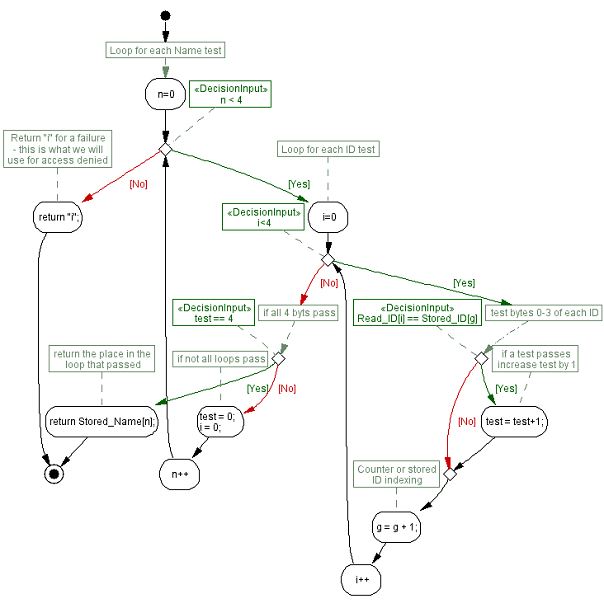 Loop for each Name test
«DecisionInput»
n < 4
n=0
Return "i" for a failure
- this is what we will
use for access denied
Loop for each ID test
[No]
[Yes]
«DecisionInput»
i<4
return "i";
i=0
[No]
[Yes]
«DecisionInput»
test == 4
if all 4 byts pass
«DecisionInput»
Read_ID[i] == Stored_ID[g]
test bytes 0-3 of each ID
return the place in the
loop that passed
if not all loops pass
if a test passes
increase test by 1
[Yes]
[No]
[Yes]
return Stored_Name[n];
test = 0;
i = 0;
[No]
test = test+1;
n++
Counter or stored
ID indexing
g = g + 1;
i++